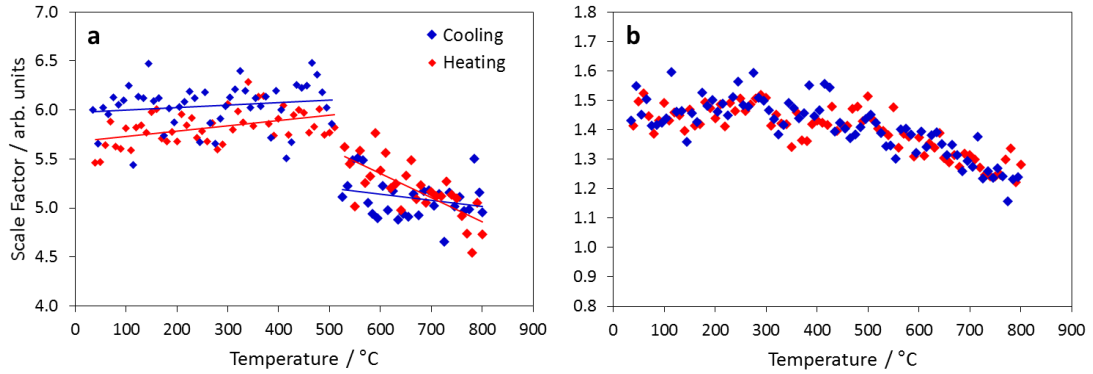 a
Cooling
Heating
Scale Factor / arb. units
7.0
6.5
6.0
5.5
5.0
4.5
4.0
0 100 200 300 400 500 600 700 800 900
Temperature / °C
b
1.8
1.7
1.6
1.5
1.4
1.3
1.2
1.1
1.0
0.9
0.8
0 100 200 300 400 500 600 700 800 900
Temperature / °C